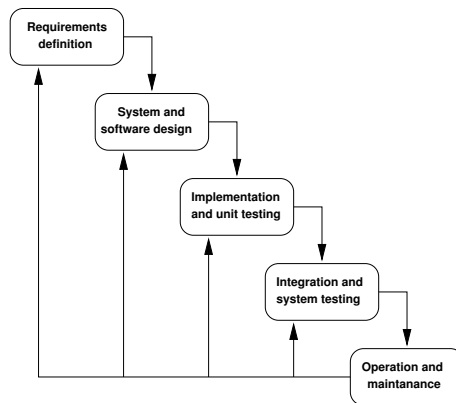 Requirements
definition
System and
software design
Implementation
and unit testing
Integration and
system testing
Operation and
maintanance